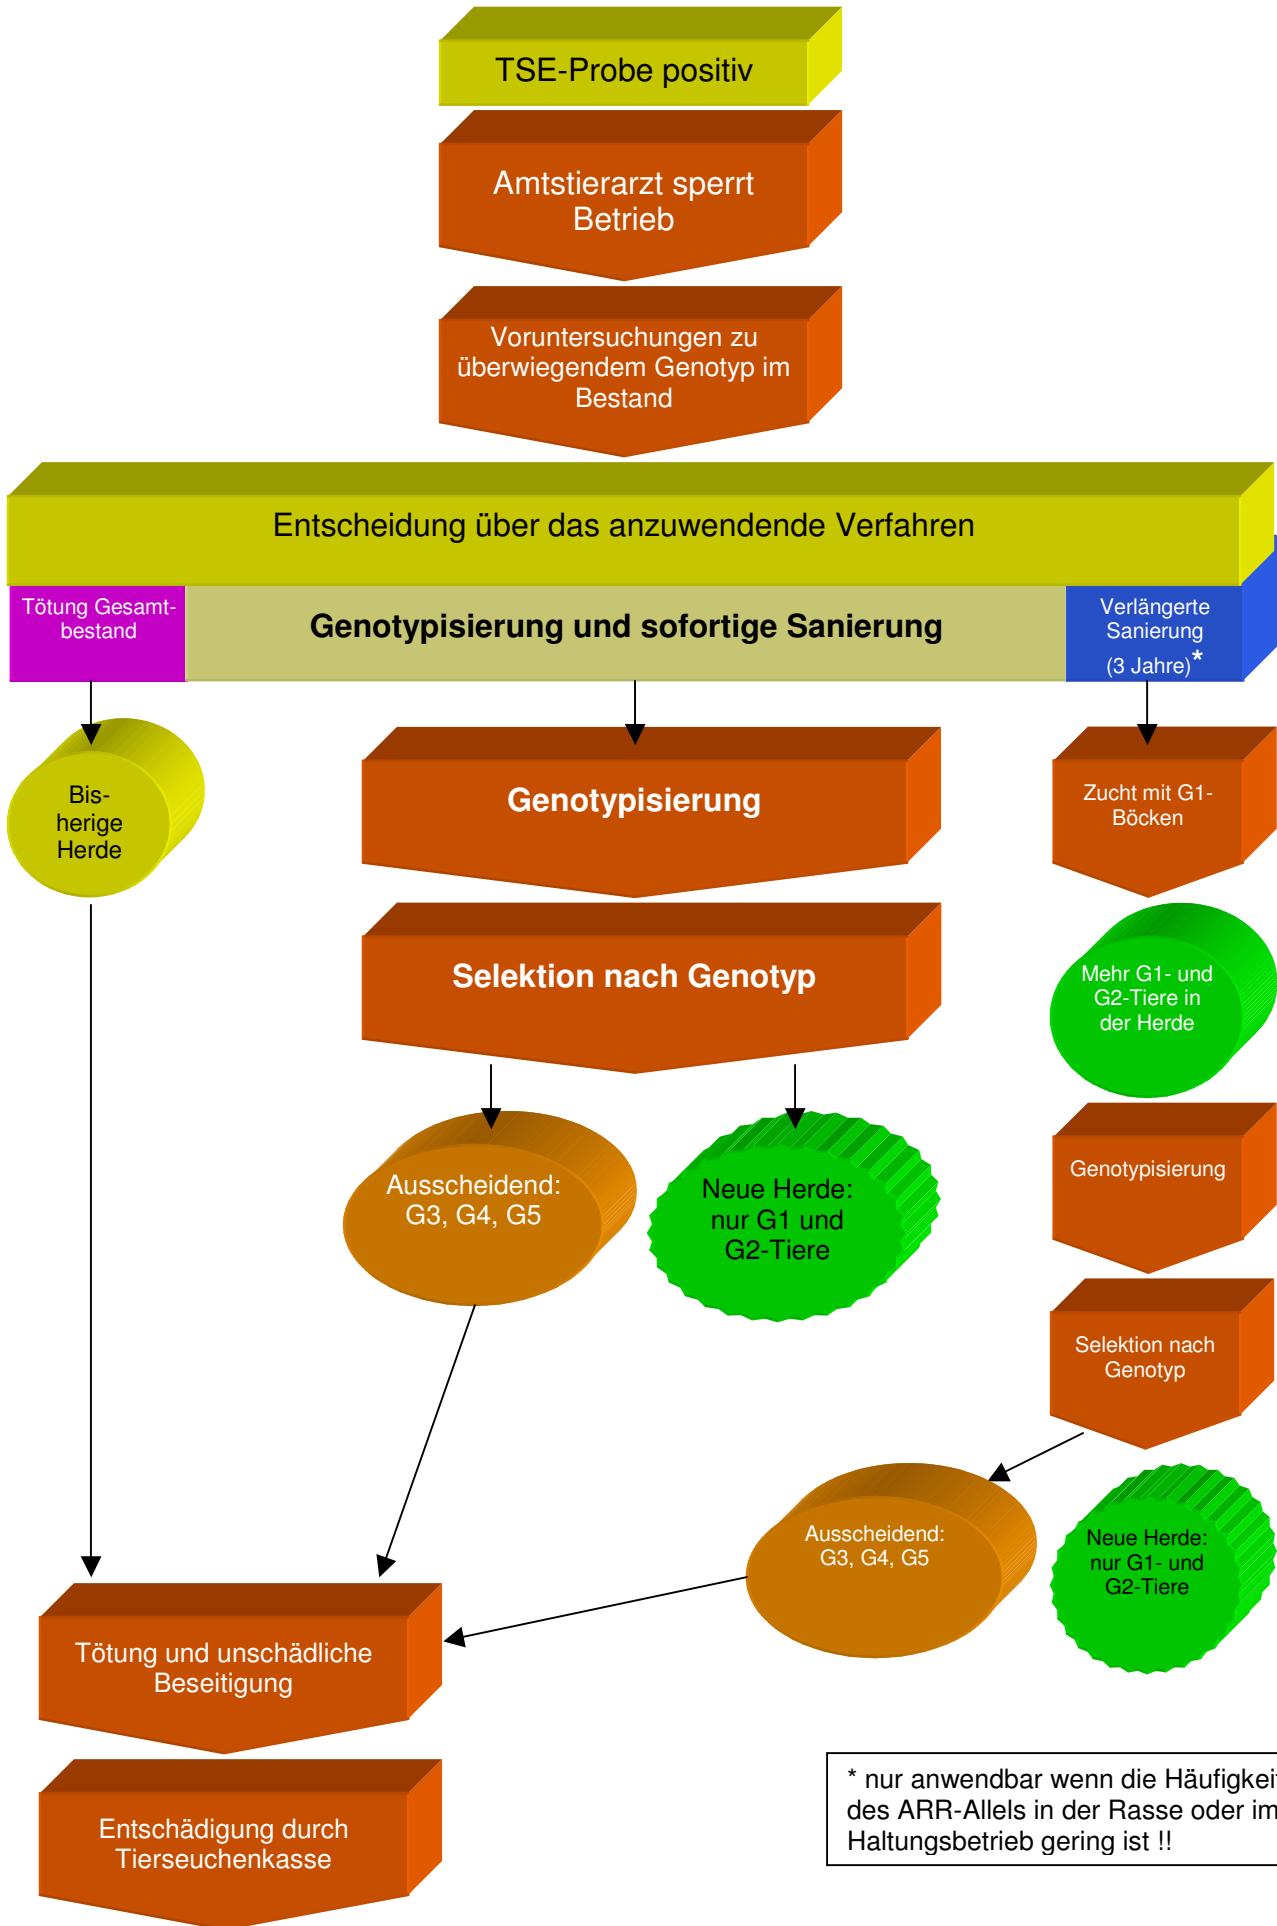 TSE-Probe positiv
Amtstierarzt sperrt
Betrieb
Voruntersuchungen zu
überwiegendem Genotyp im
Bestand
Entscheidung über das anzuwendende Verfahren
Tötung Gesamt-
bestand
Genotypisierung und sofortige Sanierung
Verlängerte
Sanierung
(3 Jahre)*
Bis-
herige
Herde
Genotypisierung
Zucht mit G1-
Böcken
Selektion nach Genotyp
Mehr G1- und
G2-Tiere in
der Herde
Genotypisierung
Ausscheidend:
G3, G4, G5
Neue Herde:
nur G1 und
G2-Tiere
Selektion nach
Genotyp
Ausscheidend:
G3, G4, G5
Neue Herde:
nur G1- und
G2-Tiere
Tötung und unschädliche
Beseitigung
Entschädigung durch
Tierseuchenkasse
* nur anwendbar wenn die Häufigkeit
des ARR-Allels in der Rasse oder im
Haltungsbetrieb gering ist !!